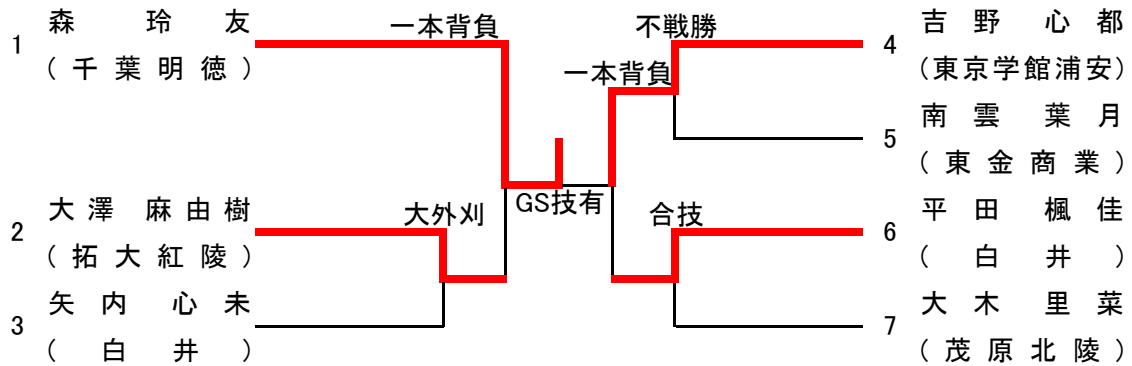 1
森 玲 友
(千葉明徳)
2
大澤 麻由樹
(拓大紅陵)
3
矢内 心未
(白井)
一本背負
大外刈
GS技有
不戦勝
一本背負
合技
4
吉野 心都
(東京学館浦安)
5
南雲 葉月
(東金商業)
6
平田 楓佳
(白井)
7
大木 里菜
(茂原北陵)